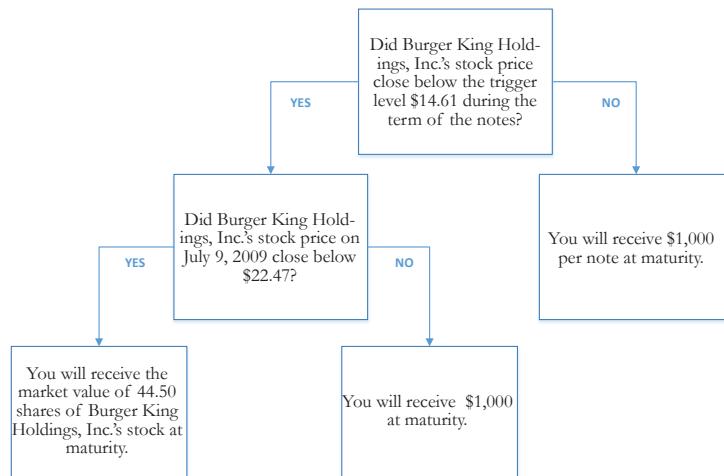 Did Burger King Hold-
ings, Inc.'s stock price
close below the trigger
level $14.61 during the
term of the notes?
YES
NO
Did Burger King Hold-
ings, Inc.'s stock price on
July 9, 2009 close below
$22.47?
You will receive $1,000
per note at maturity.
YES
NO
You will receive the
market value of 44.50
shares of Burger King
Holdings, Inc.'s stock at
maturity.
You will receive $1,000
at maturity.